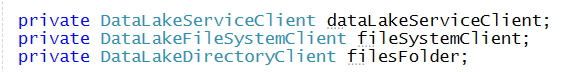 private DataLakeServiceClient dataLakeServiceClient;
private DataLakeFileSystemClient fileSystemClient;
private DataLakeDirectoryClient filesFolder;